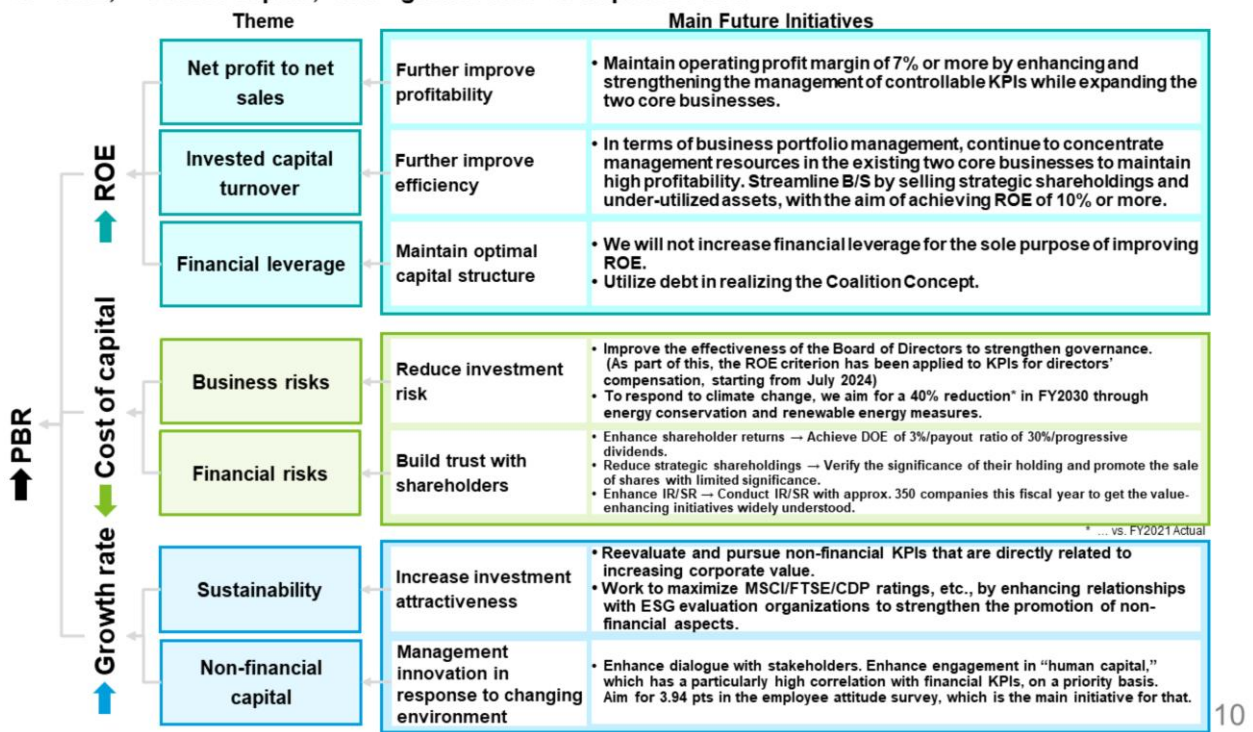 Theme
Main Future Initiatives
PBR
ROE
Cost of capital
Growth rate
Net profit to net
sales
Further improve
profitability
• Maintain operating profit margin of 7% or more by enhancing and
strengthening the management of controllable KPIs while expanding the
two core businesses.
Invested capital
turnover
Further improve
efficiency
• In terms of business portfolio management, continue to concentrate
management resources in the existing two core businesses to maintain
high profitability. Streamline B/S by selling strategic shareholdings and
under-utilized assets, with the aim of achieving ROE of 10% or more.
Financial leverage
Maintain optimal
capital structure
• We will not increase financial leverage for the sole purpose of improving
ROE.
• Utilize debt in realizing the Coalition Concept.
Business risks
Reduce investment
risk
• Improve the effectiveness of the Board of Directors to strengthen governance.
(As part of this, the ROE criterion has been applied to KPIs for directors'
compensation, starting from July 2024)
• To respond to climate change, we aim for a 40% reduction* in FY2030 through
energy conservation and renewable energy measures.
Financial risks
Build trust with
shareholders
• Enhance shareholder returns → Achieve DOE of 3%/payout ratio of 30%/progressive
dividends.
• Reduce strategic shareholdings → Verify the significance of their holding and promote the sale
of shares with limited significance.
• Enhance IR/SR → Conduct IR/SR with approx. 350 companies this fiscal year to get the value-
enhancing initiatives widely understood.
* … vs. FY2021 Actual
Sustainability
Increase investment
attractiveness
• Reevaluate and pursue non-financial KPIs that are directly related to
increasing corporate value.
• Work to maximize MSCI/FTSE/CDP ratings, etc., by enhancing relationships
with ESG evaluation organizations to strengthen the promotion of non-
financial aspects.
Non-financial
capital
Management
innovation in
response to changing
environment
• Enhance dialogue with stakeholders. Enhance engagement in “human capital,”
which has a particularly high correlation with financial KPIs, on a priority basis.
Aim for 3.94 pts in the employee attitude survey, which is the main initiative for that.
10